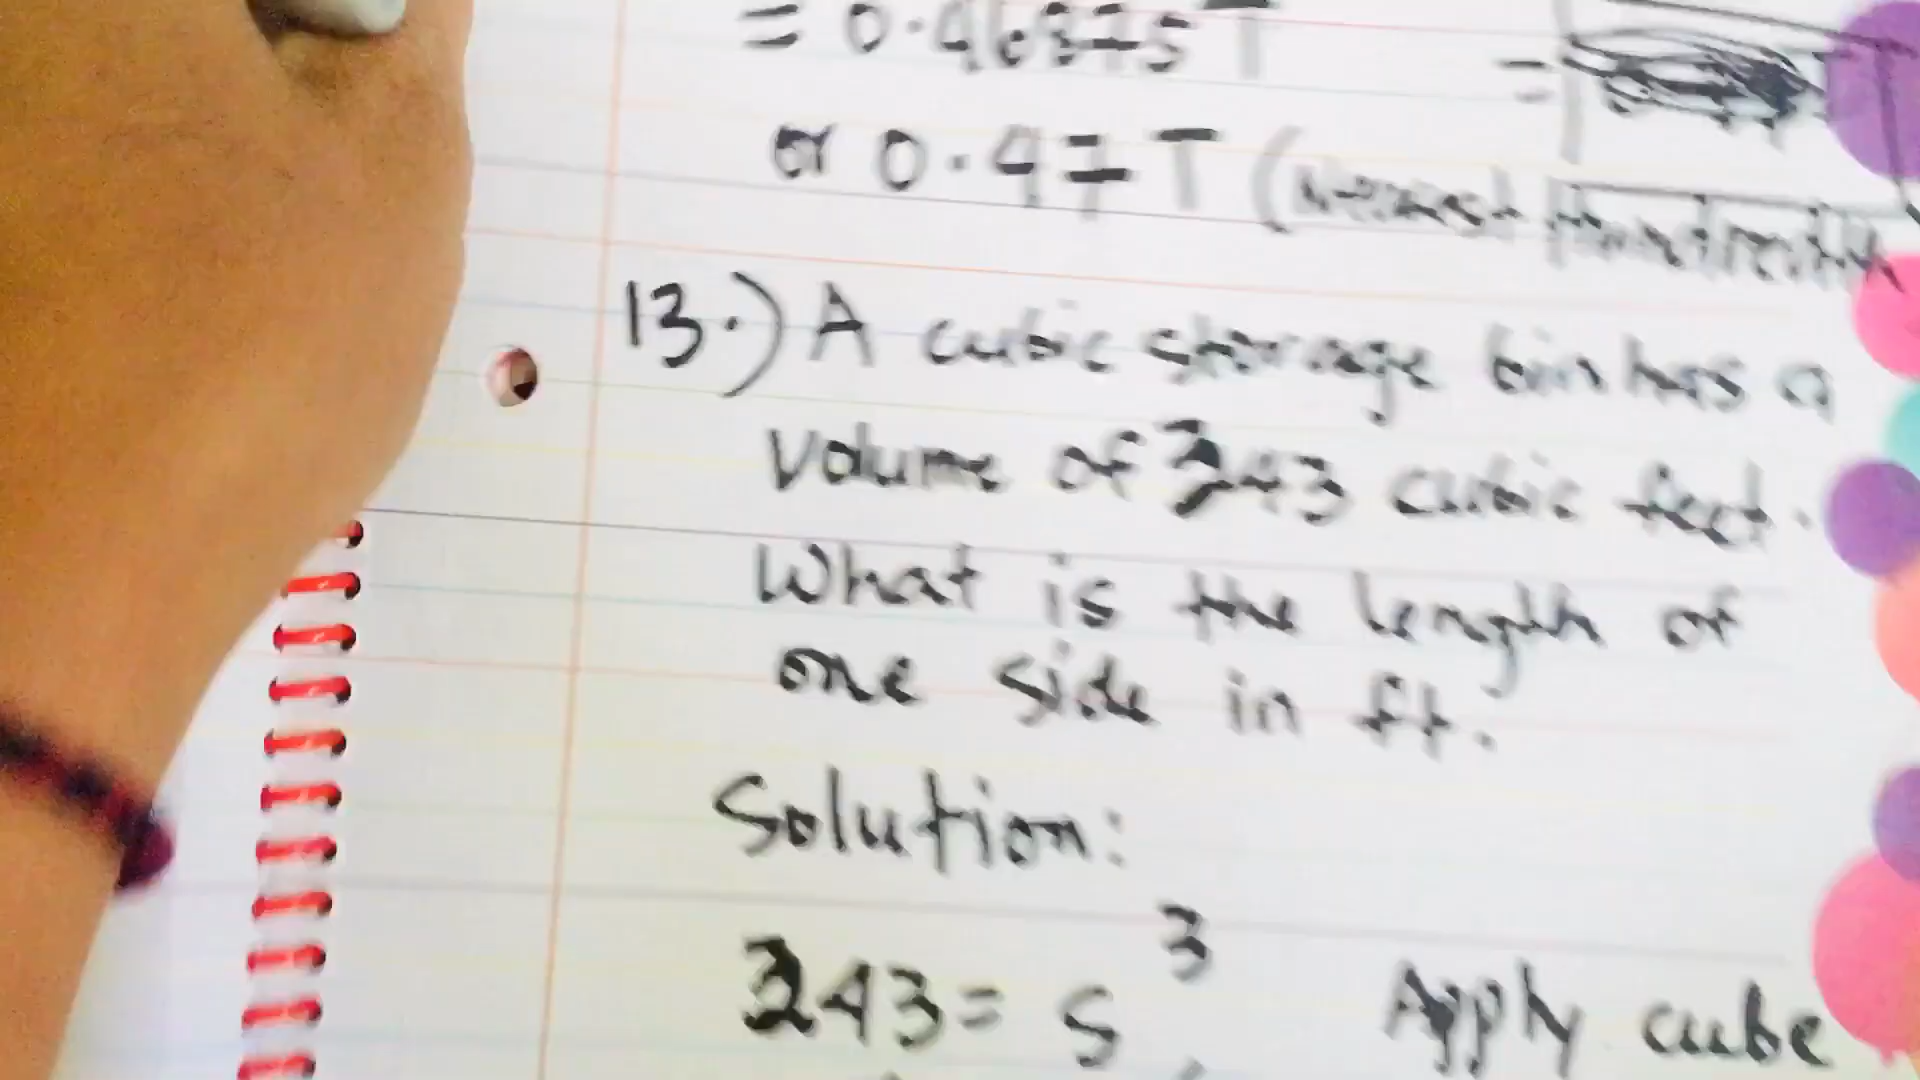 = 0.46875 T
=
or 0.47 T (Nearest Hundredth
13.) A cubic storage bin has a
volume of 343 cubic feet.
What is the length of
one side in ft.
Solution:
343 = s³ Apply cube